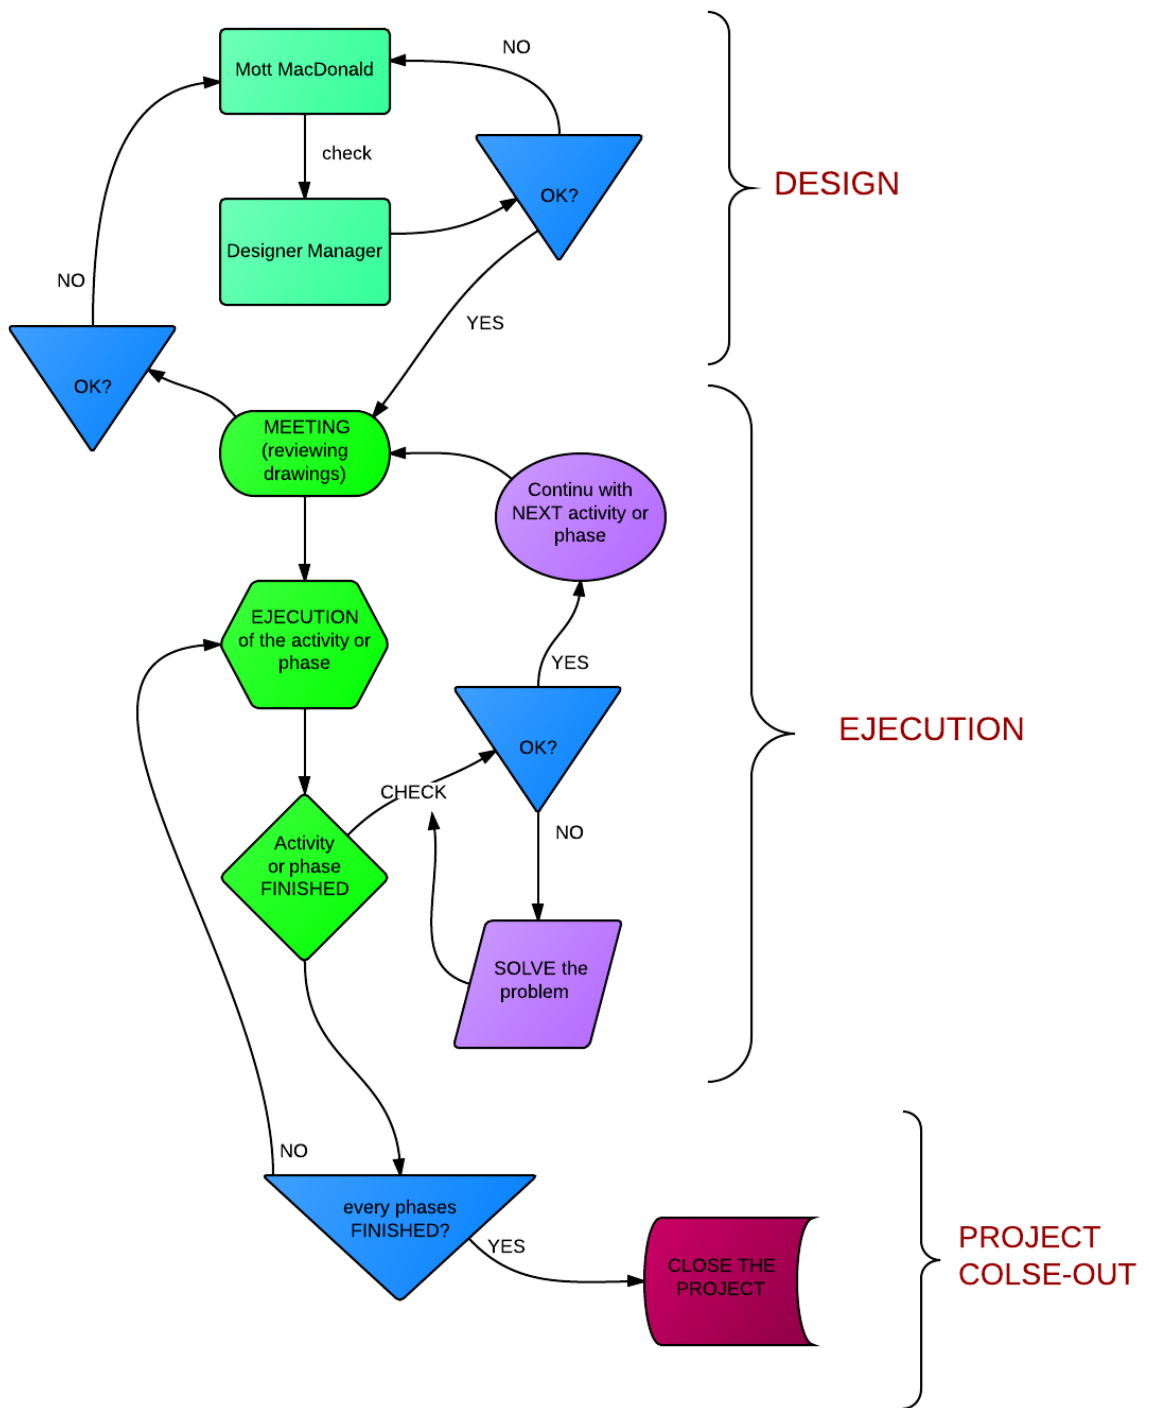 NO
Mott MacDonald
check
DESIGN
OK?
Designer Manager
NO
YES
OK?
MEETING
(reviewing
drawings)
Continu with
NEXT activity or
phase
EJECUTION
of the activity or
phase
YES
EJECUTION
OK?
CHECK
NO
Activity
or phase
FINISHED
SOLVE the
problem
NO
every phases
FINISHED?
YES
CLOSE THE
PROJECT
PROJECT
COLSE-OUT